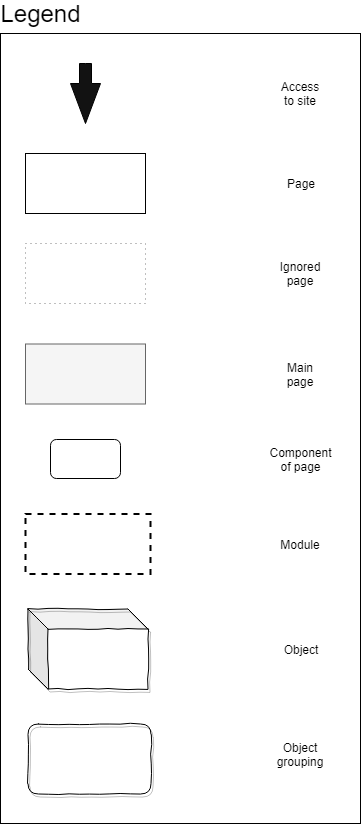 Legend
Access
to site
Page
Ignored
page
Main
page
Component
of page
Module
Object
Object
grouping